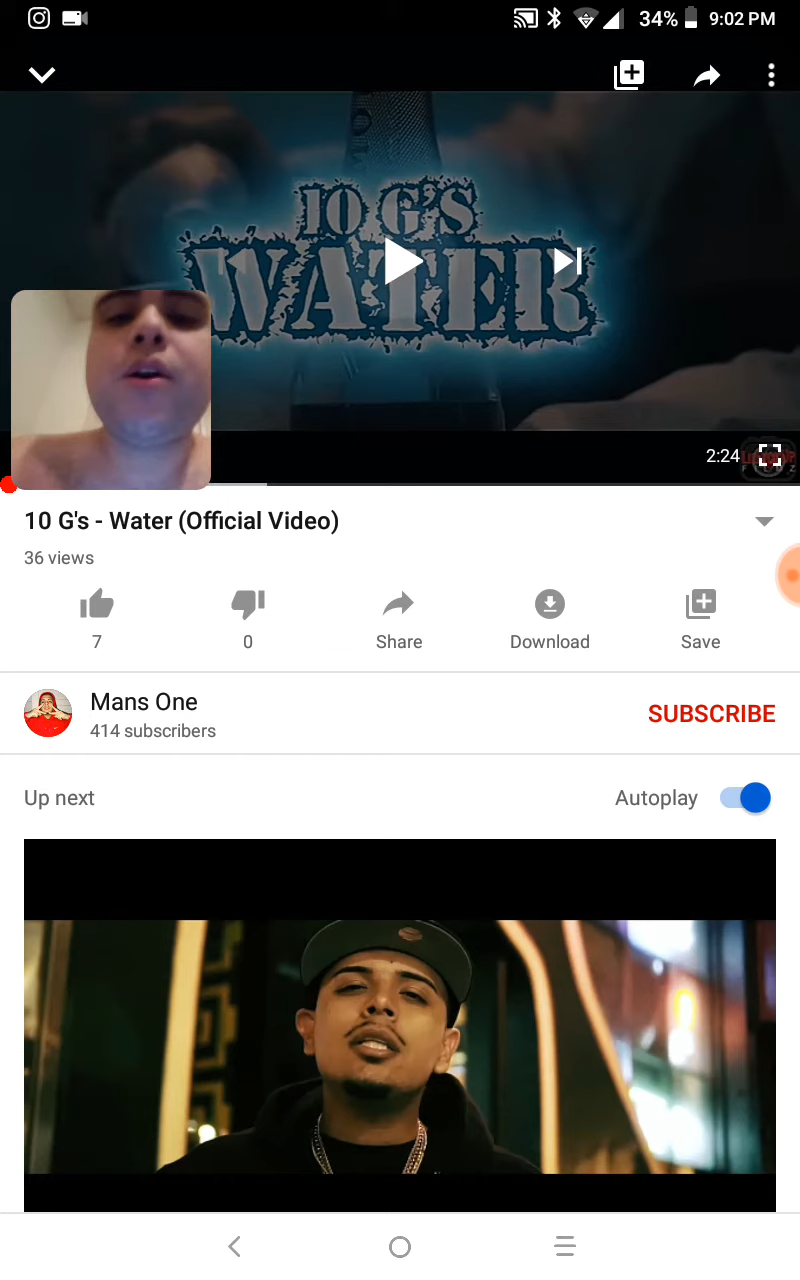 34% 9:02 PM
10 G'S
WATER
2:24
10 G's - Water (Official Video)
36 views
7 0 Share Download Save
Mans One
SUBSCRIBE
414 subscribers
Up next Autoplay